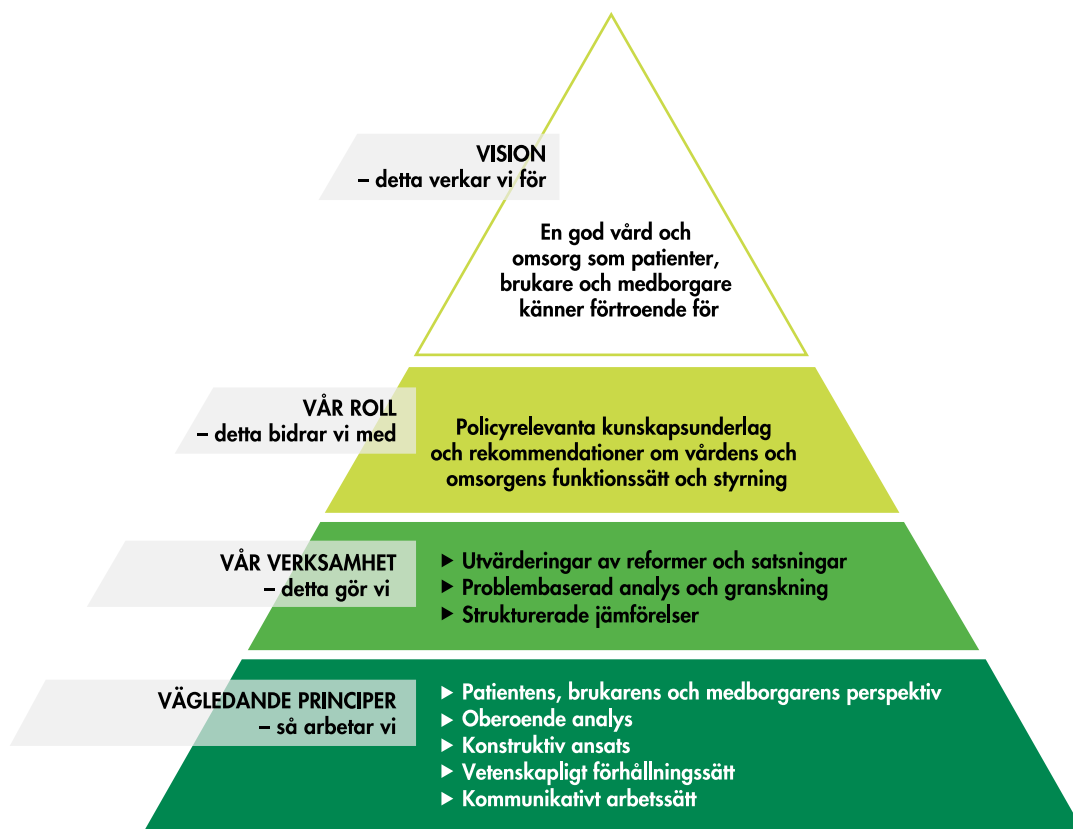 VISION
– detta verkar vi för
En god vård och
omsorg som patienter,
brukare och medborgare
känner förtroende för
VÅR ROLL
– detta bidrar vi med
Policyrelevanta kunskapsunderlag
och rekommendationer om vårdens och
omsorgens funktionssätt och styrning
VÅR VERKSAMHET
– detta gör vi
▶ Utvärderingar av reformer och satsningar
▶ Problembaserad analys och granskning
▶ Strukturerade jämförelser
VÄGLEDANDE PRINCIPER
– så arbetar vi
▶ Patientens, brukarens och medborgarens perspektiv
▶ Oberoende analys
▶ Konstruktiv ansats
▶ Vetenskapligt förhållningssätt
▶ Kommunikativt arbetssätt